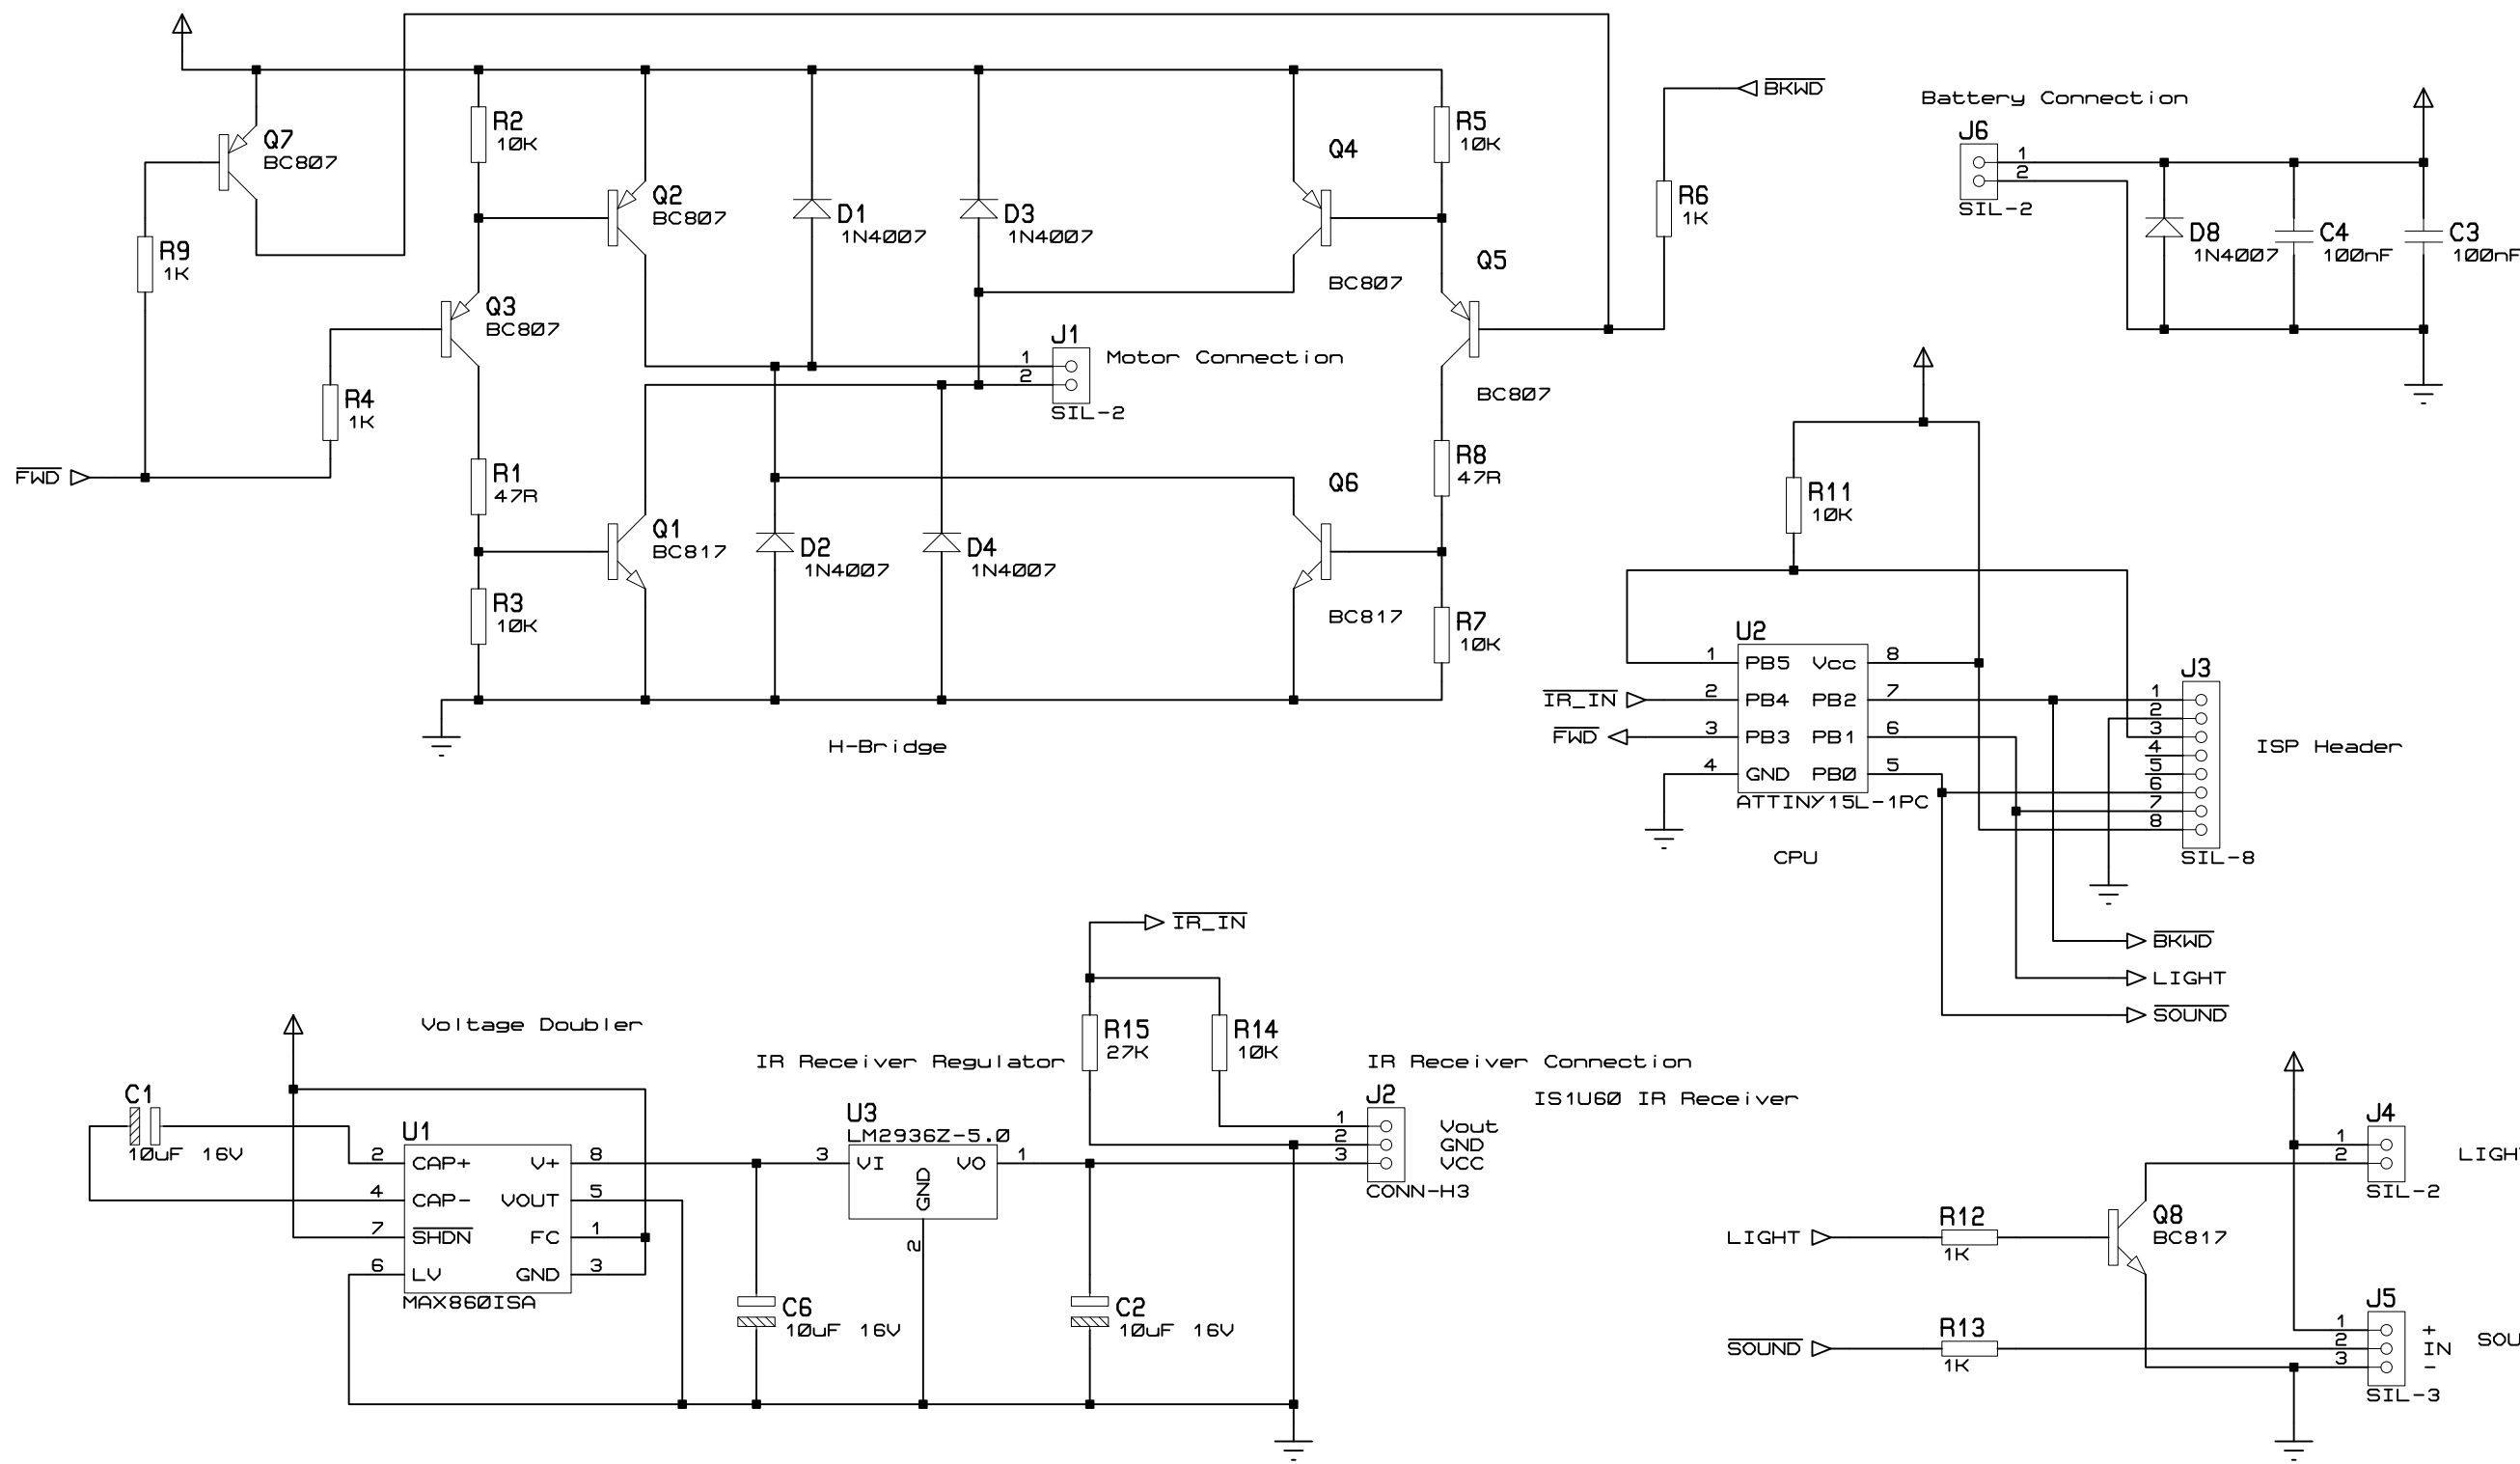 Q7
BC807
R9
1K
R2
10K
Q2
BC807
Q3
BC807
R4
1K
FWD
R1
47R
R3
10K
Q1
BC817
D1
1N4007
D3
1N4007
D2
1N4007
D4
1N4007
J1
1
2
SIL-2
Motor Connection
Q4
BC807
R5
10K
Q5
BC807
BKWD
R6
1K
Q6
BC817
R8
47R
R7
10K
H-Bridge
Battery Connection
J6
1
2
SIL-2
D8
1N4007
C4
100nF
C3
100nF
R11
10K
U2
1 PB5 Vcc 8
IR_IN 2 PB4 PB2 7
FWD 3 PB3 PB1 6
4 GND PB0 5
ATTINY15L-1PC
CPU
J3
1
2
3
4
5
6
7
8
SIL-8
ISP Header
BKWD
LIGHT
SOUND
Voltage Doubler
C1
10uF 16V
U1
2 CAP+ V+ 8
4 CAP- VOUT 5
7 SHDN FC 1
6 LV GND 3
MAX860ISA
IR Receiver Regulator
U3
LM2936Z-5.0
3 VI VO 1
GND
2
C6
10uF 16V
C2
10uF 16V
IR_IN
R15
27K
R14
10K
IR Receiver Connection
IS1U60 IR Receiver
J2
1 Vout
2 GND
3 VCC
CONN-H3
LIGHT
R12
1K
Q8
BC817
J4
1
2
SIL-2
LIGH
SOUND
R13
1K
J5
1 +
2 IN
3 -
SIL-3
SOU